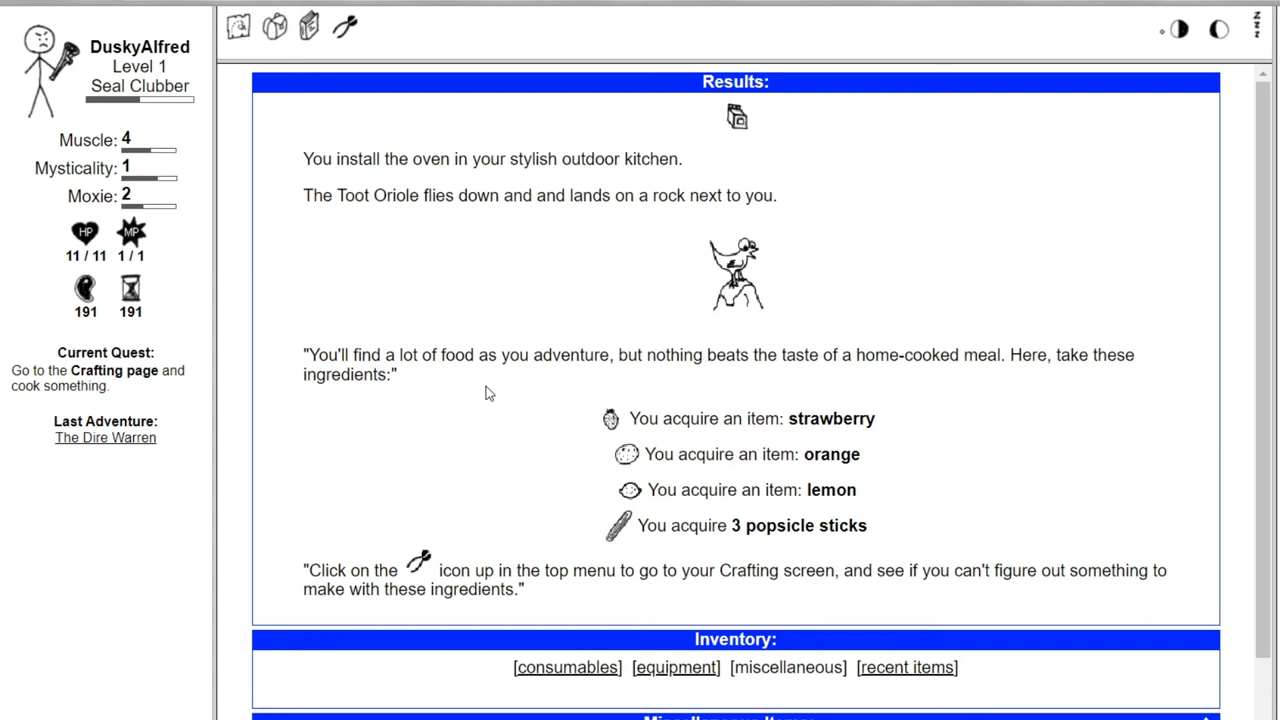 DuskyAlfred
Level 1
Seal Clubber
Muscle: 4
Mysticality: 1
Moxie: 2
HP MP
11 / 11 1 / 1
191 191
Current Quest:
Go to the Crafting page and
cook something.
Last Adventure:
The Dire Warren
z
z
z
Results:
You install the oven in your stylish outdoor kitchen.
The Toot Oriole flies down and and lands on a rock next to you.
"You'll find a lot of food as you adventure, but nothing beats the taste of a home-cooked meal. Here, take these
ingredients:"
You acquire an item: strawberry
You acquire an item: orange
You acquire an item: lemon
You acquire 3 popsicle sticks
"Click on the icon up in the top menu to go to your Crafting screen, and see if you can't figure out something to
make with these ingredients."
Inventory:
[consumables] [equipment] [miscellaneous] [recent items]
Miscellaneous Items: